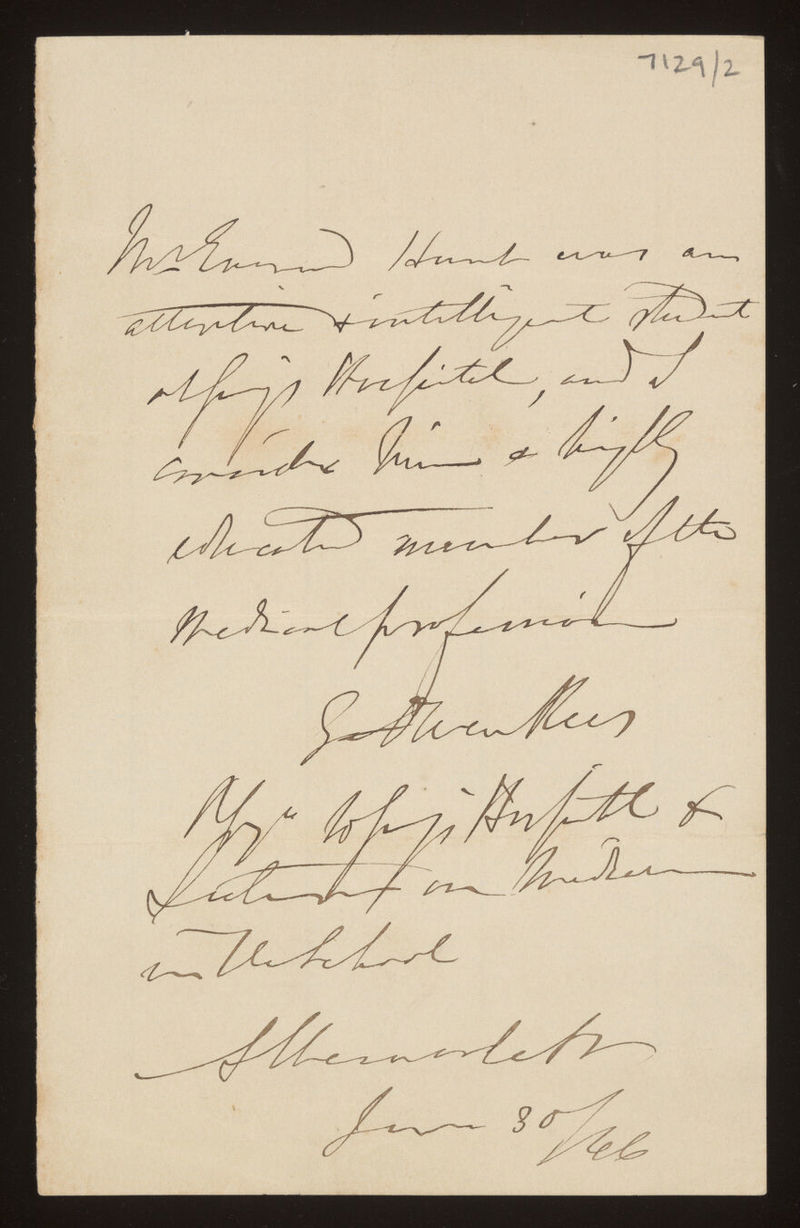 7129/2
Mr Everard Hunt was an
attentive & intelligent student
at Guy's Hospital, and I
consider him a highly
educated member of the
Medical profession
G. Owen Rees
Phyn to Guy's Hospital &
Lecturer on Medicine
in the School
Albemarle St
June 30/66